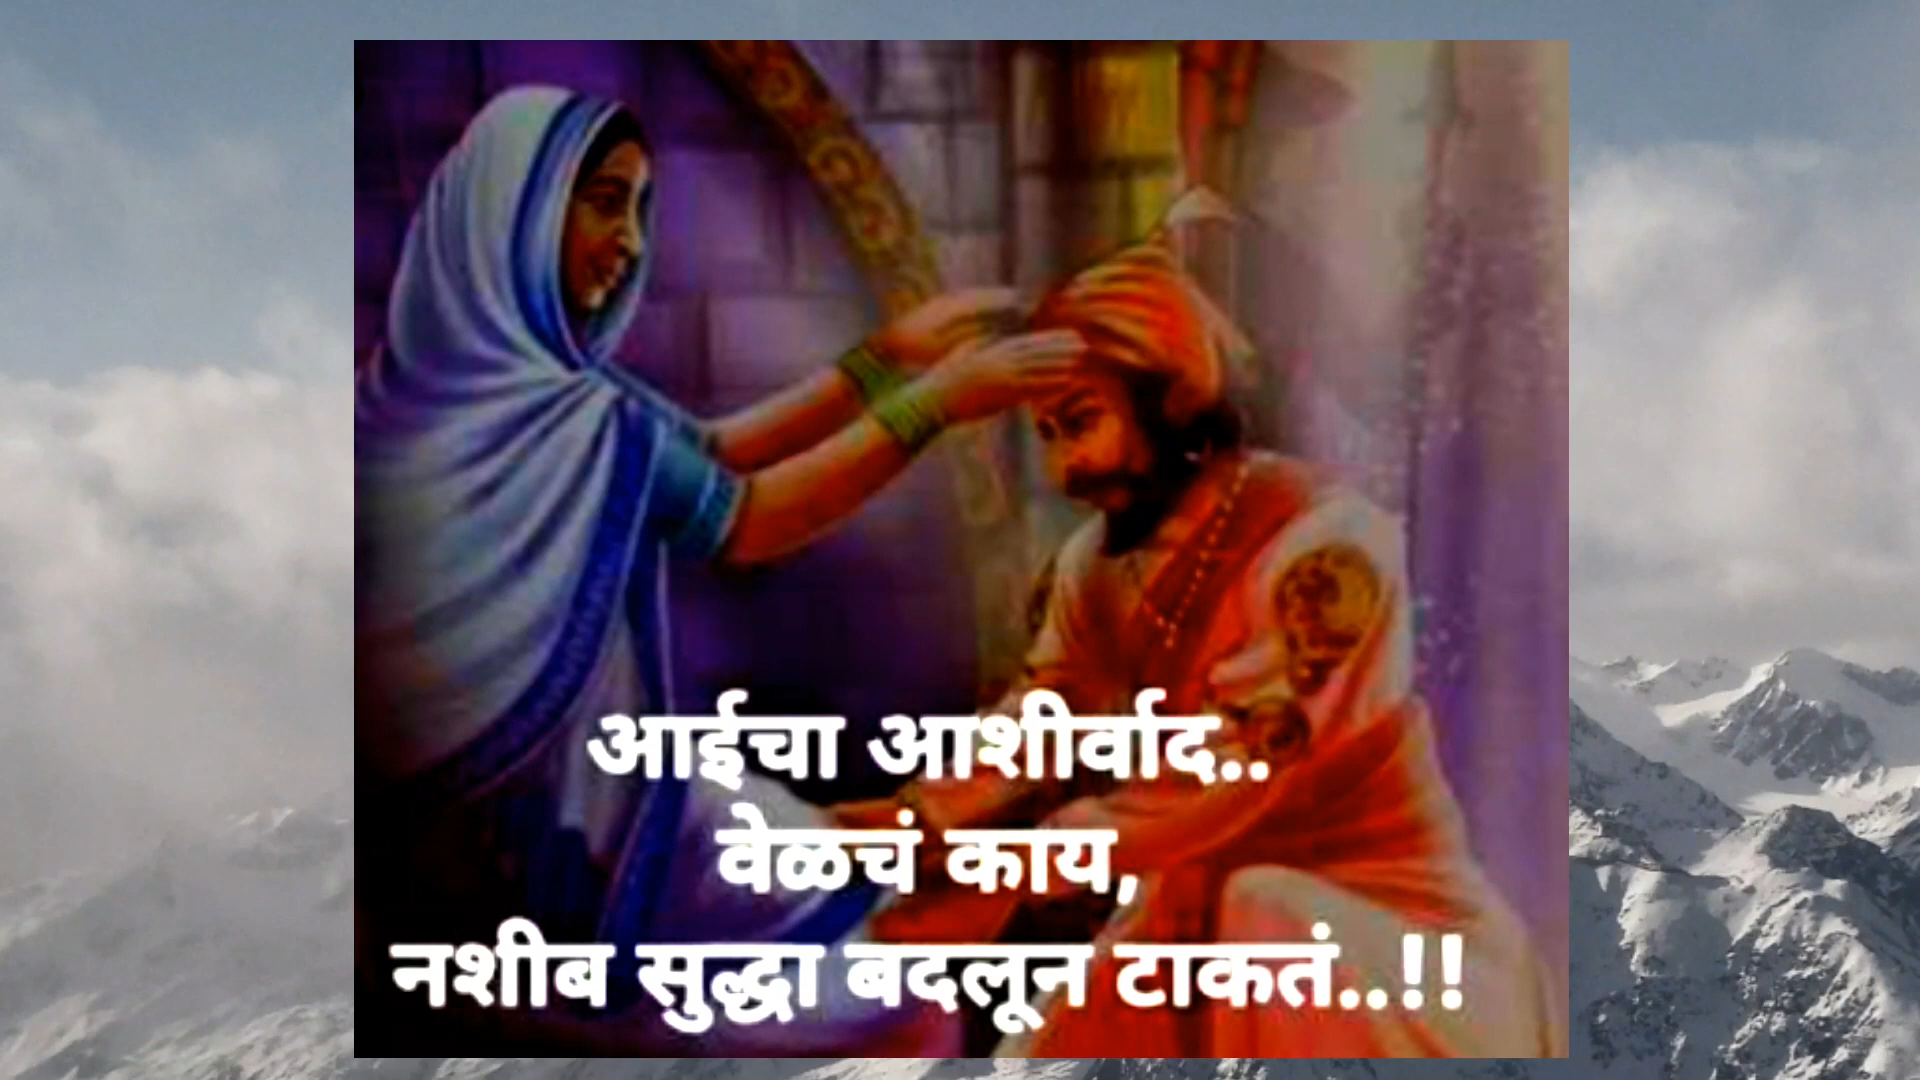 आईचा आशीर्वाद..
वेळचं काय,
नशीब सुद्धा बदलून टाकतं..!!